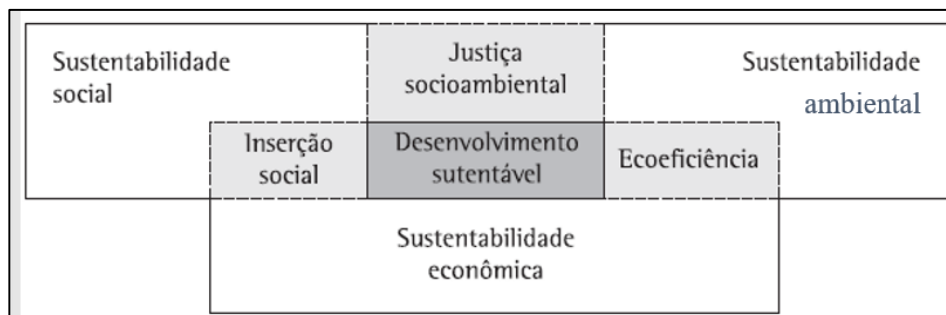 Sustentabilidade
social
Justiça
socioambiental
Sustentabilidade
ambiental
Inserção
social
Desenvolvimento
sutentável
Ecoeficiência
Sustentabilidade
econômica